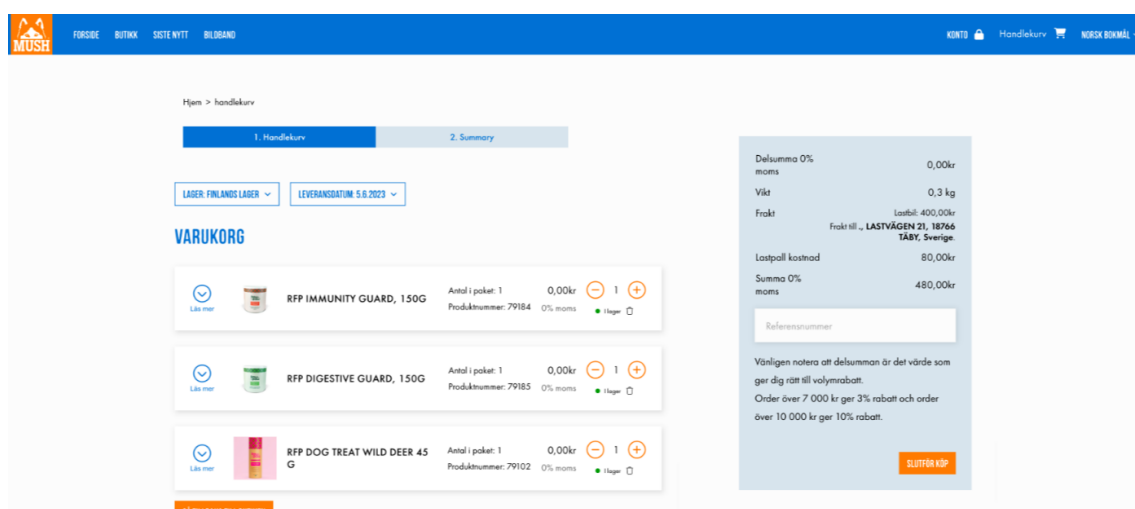 MUSH
FORSIDE BUTIKK SISTE NYTT BILDBAND
KONTO Handlekurv NORSK BOKMÅL
Hjem > handlekurv
1. Handlekurv 2. Summary
LAGER: FINLANDS LAGER LEVERANSDATUM: 5.6.2023
VARUKORG
Läs mer
RFP IMMUNITY GUARD, 150G
Antal i paket: 1
Produktnummer: 79184
0,00kr
0% moms
1
I lager
Läs mer
RFP DIGESTIVE GUARD, 150G
Antal i paket: 1
Produktnummer: 79185
0,00kr
0% moms
1
I lager
Läs mer
RFP DOG TREAT WILD DEER 45
G
Antal i paket: 1
Produktnummer: 79102
0,00kr
0% moms
1
I lager
Delsumma 0%
moms
0,00kr
Vikt 0,3 kg
Frakt Lastbil: 400,00kr
Frakt till ., LASTVÄGEN 21, 18766
TÄBY, Sverige.
Lastpall kostnad 80,00kr
Summa 0%
moms
480,00kr
Referensnummer
Vänligen notera att delsumman är det värde som
ger dig rätt till volymrabatt.
Order över 7 000 kr ger 3% rabatt och order
över 10 000 kr ger 10% rabatt.
SLUTFÖR KÖP